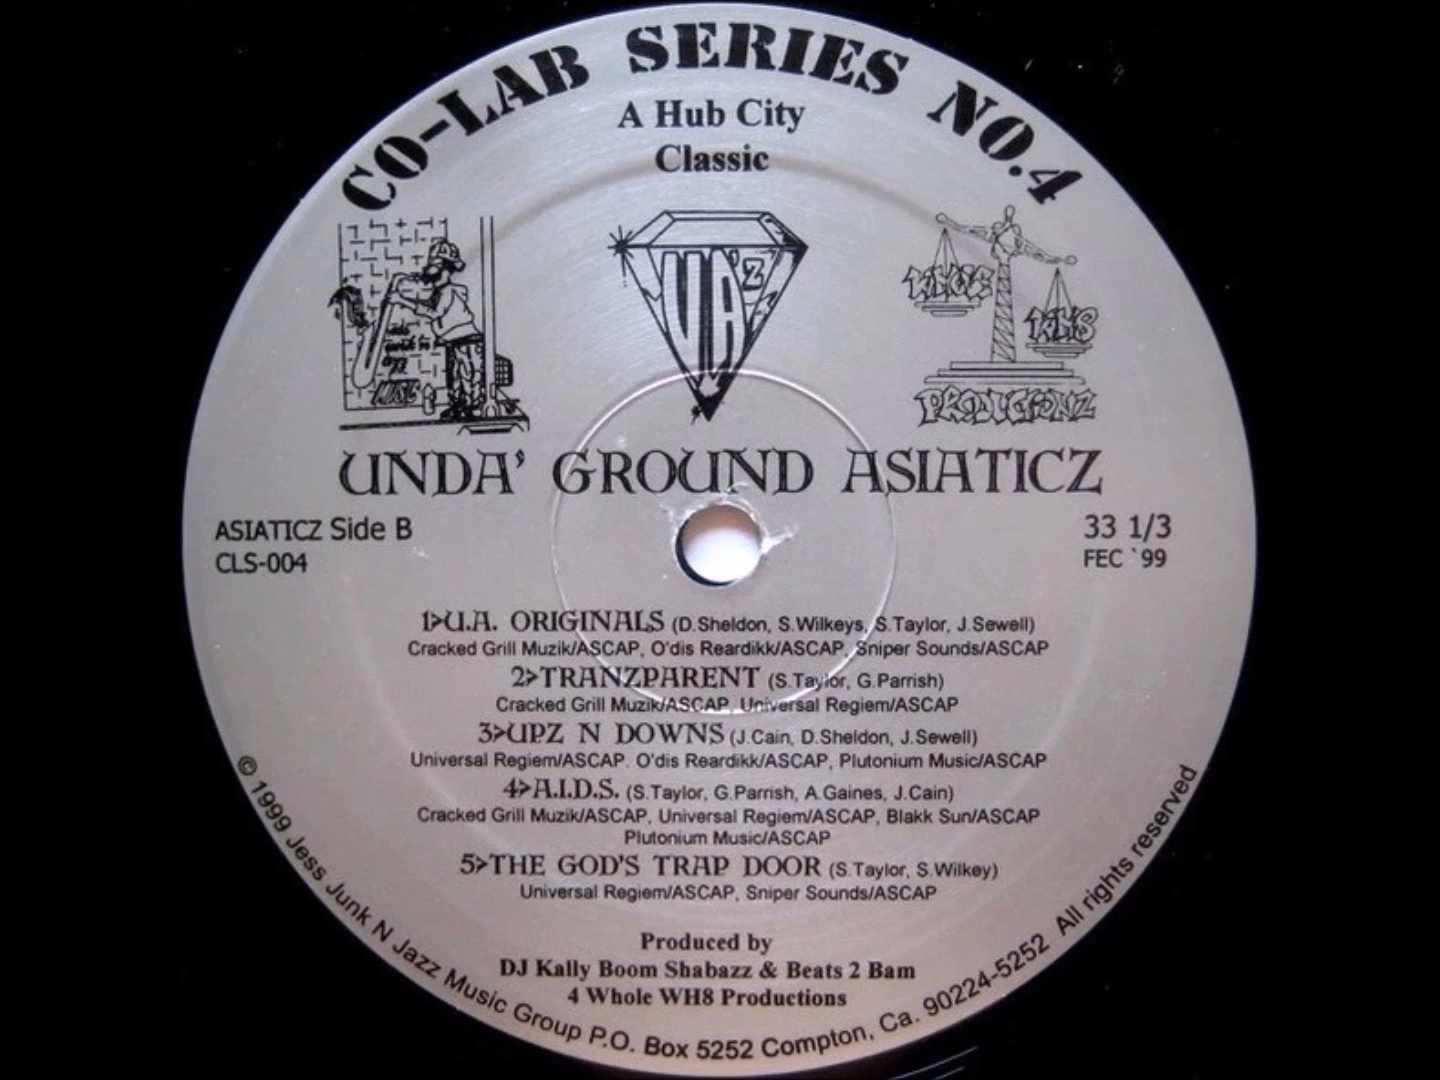 CO-LAB SERIES NO.4
A Hub City
Classic
UA'Z
WHOLE
WH8
PRODUCTIONZ
UNDA' GROUND ASIATICZ
ASIATICZ Side B
CLS-004
33 1/3
FEC `99
1>U.A. ORIGINALS (D.Sheldon, S.Wilkeys, S.Taylor, J.Sewell)
Cracked Grill Muzik/ASCAP, O'dis Reardikk/ASCAP, Sniper Sounds/ASCAP
2>TRANZPARENT (S.Taylor, G.Parrish)
Cracked Grill Muzik/ASCAP, Universal Regiem/ASCAP
3>UPZ N DOWNS (J.Cain, D.Sheldon, J.Sewell)
Universal Regiem/ASCAP. O'dis Reardikk/ASCAP, Plutonium Music/ASCAP
4>A.I.D.S. (S.Taylor, G.Parrish, A.Gaines, J.Cain)
Cracked Grill Muzik/ASCAP, Universal Regiem/ASCAP, Blakk Sun/ASCAP
Plutonium Music/ASCAP
5>THE GOD'S TRAP DOOR (S.Taylor, S.Wilkey)
Universal Regiem/ASCAP, Sniper Sounds/ASCAP
Produced by
DJ Kally Boom Shabazz & Beats 2 Bam
4 Whole WH8 Productions
© 1999 Jess Junk N Jazz Music Group P.O. Box 5252 Compton, Ca. 90224-5252 All rights reserved